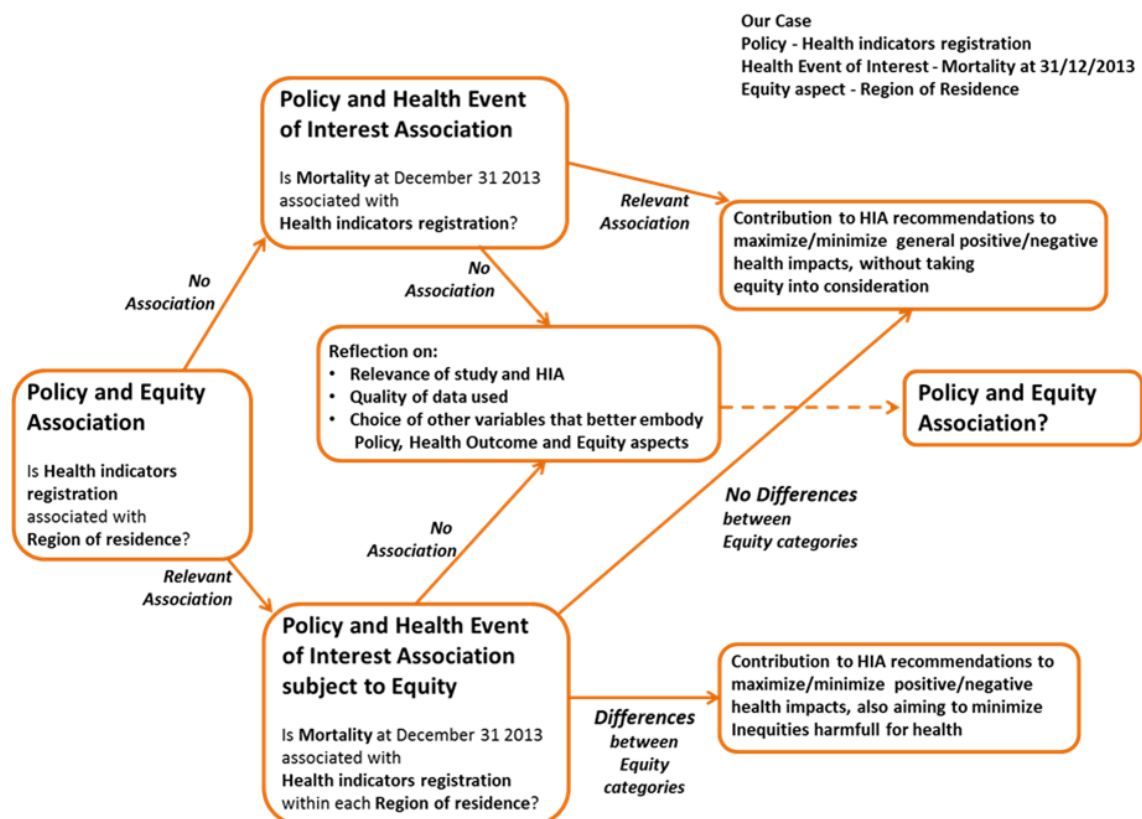 Our Case
Policy - Health indicators registration
Health Event of Interest - Mortality at 31/12/2013
Equity aspect - Region of Residence
Policy and Health Event
of Interest Association
Is Mortality at December 31 2013
associated with
Health indicators registration?
Relevant
Association
Contribution to HIA recommendations to
maximize/minimize general positive/negative
health impacts, without taking
equity into consideration
No
Association
No
Association
Reflection on:
• Relevance of study and HIA
• Quality of data used
• Choice of other variables that better embody
Policy, Health Outcome and Equity aspects
Policy and Equity
Association?
Policy and Equity
Association
Is Health indicators
registration
associated with
Region of residence?
No
Association
No Differences
between
Equity categories
Relevant
Association
Policy and Health Event
of Interest Association
subject to Equity
Is Mortality at December 31 2013
associated with
Health indicators registration
within each Region of residence?
Differences
between
Equity
categories
Contribution to HIA recommendations to
maximize/minimize positive/negative
health impacts, also aiming to minimize
Inequities harmfull for health